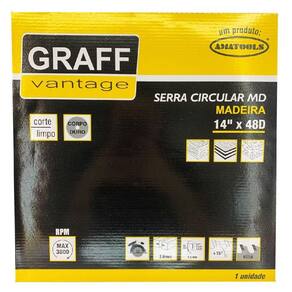 GRAFF
vantage
um produto:
AMATOOLS
SERRA CIRCULAR MD
MADEIRA
14" x 48D
corte
limpo
CORPO
DURO
RPM
MAX
3800
1 unidade